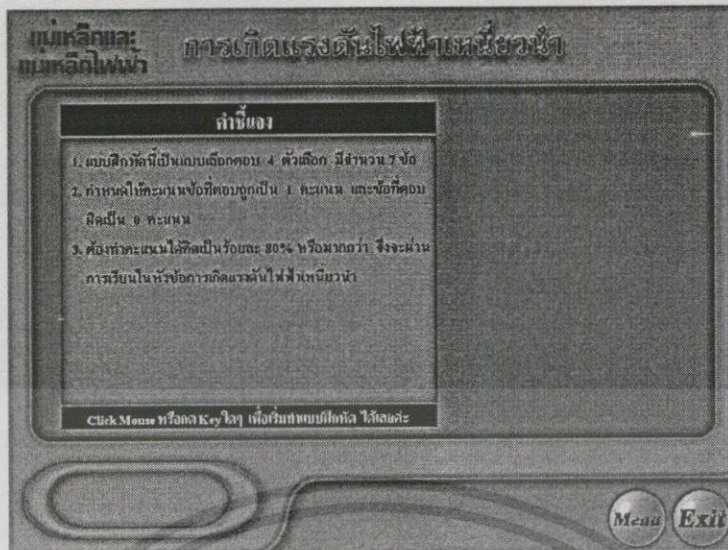 แม่เหล็กและ
แม่เหล็กไฟฟ้า
การเกิดแรงดันไฟฟ้าเหนี่ยวนำ
คำชี้แจง
1. แบบฝึกหัดนี้เป็นแบบเลือกตอบ 4 ตัวเลือก มีจำนวน 7 ข้อ
2. กำหนดให้คะแนนข้อที่ตอบถูกเป็น 1 คะแนน และข้อที่ตอบ
ผิดเป็น 0 คะแนน
3. ต้องทำคะแนนได้คิดเป็นร้อยละ 80% หรือมากกว่า จึงจะผ่าน
การเรียนในหัวข้อการเกิดแรงดันไฟฟ้าเหนี่ยวนำ
Click Mouse หรือกด Key ใดๆ เพื่อเริ่มทำแบบฝึกหัด ได้เลยค่ะ
Menu Exit